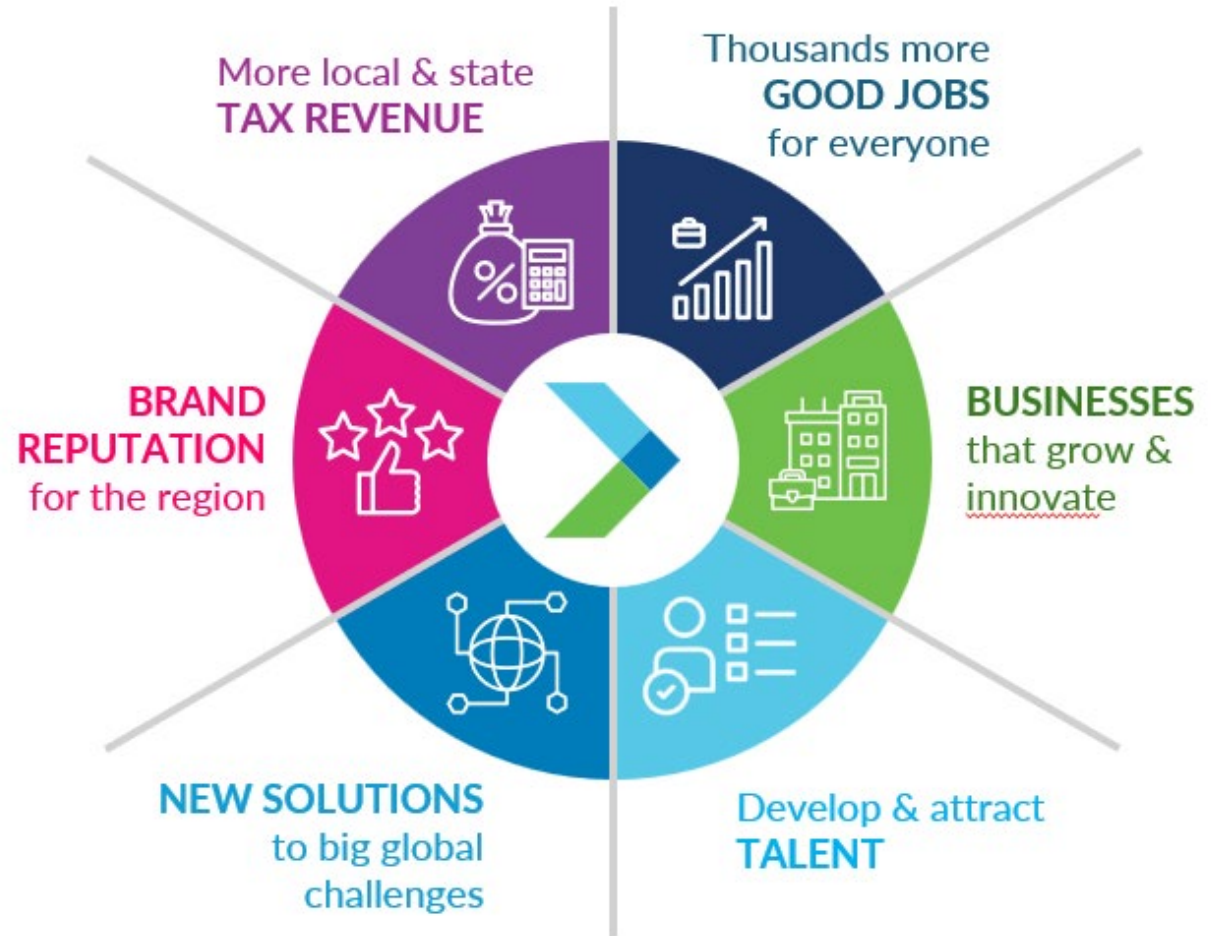 More local & state
TAX REVENUE
Thousands more
GOOD JOBS
for everyone
BUSINESSES
that grow &
innovate
Develop & attract
TALENT
NEW SOLUTIONS
to big global
challenges
BRAND
REPUTATION
for the region
%